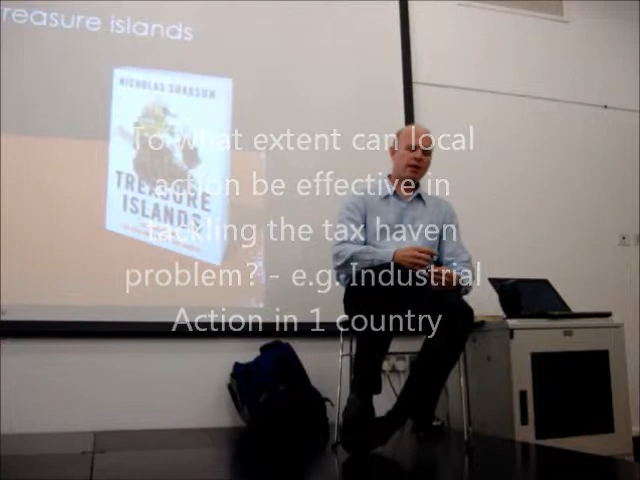 reasure islands
NICHOLAS SHAXSON
TREASURE
ISLANDS
To what extent can local
action be effective in
tackling the tax haven
problem? - e.g. Industrial
Action in 1 country